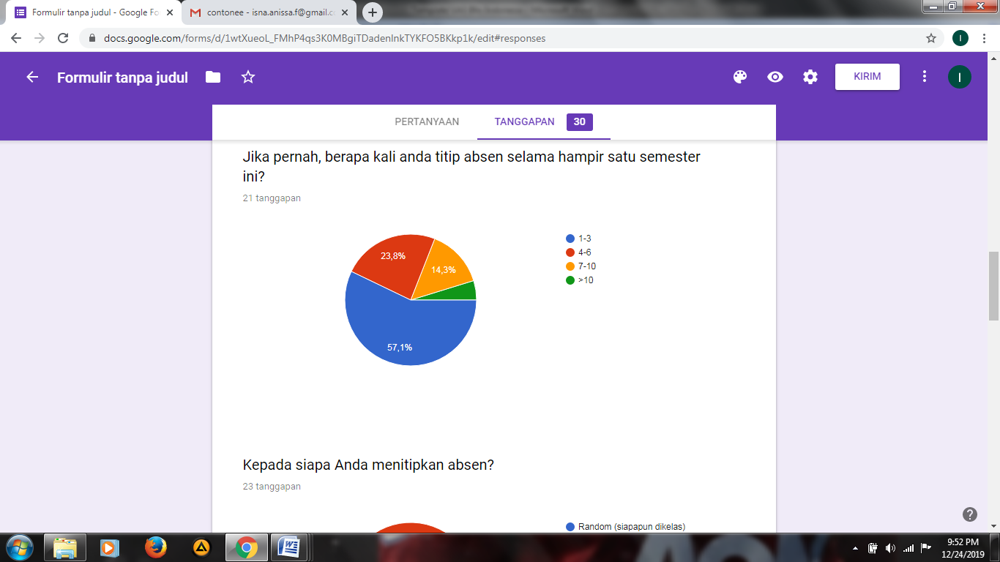 Formulir tanpa judul - Google Fo
contonee - isna.anissa.f@gmail.c
docs.google.com/forms/d/1wtXueoL_FMhP4qs3K0MBgiTDadenInkTYKFO5BKkp1k/edit#responses
I
Formulir tanpa judul
KIRIM
I
PERTANYAAN
TANGGAPAN 30
Jika pernah, berapa kali anda titip absen selama hampir satu semester
ini?
21 tanggapan
1-3
4-6
7-10
>10
23,8%
14,3%
57,1%
Kepada siapa Anda menitipkan absen?
23 tanggapan
Random (siapapun dikelas)
9:52 PM
12/24/2019